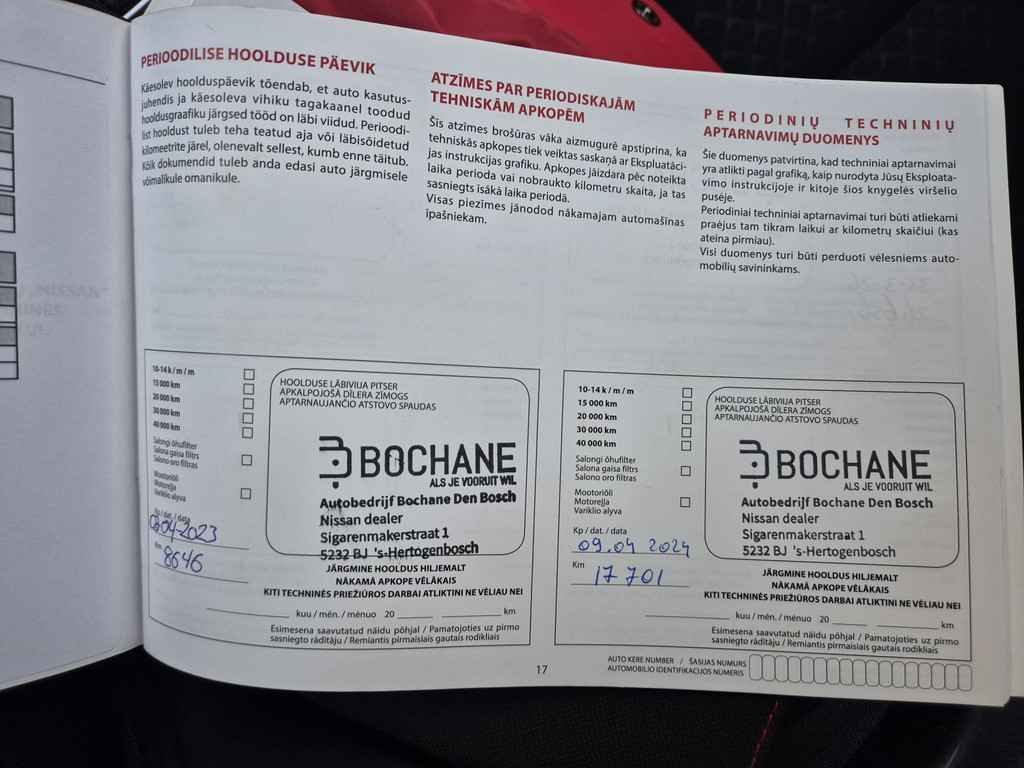 PERIOODILISE HOOLDUSE PÄEVIK
Käesolev hoolduspäevik tõendab, et auto kasutus-
juhendis ja käesoleva vihiku tagakaanel toodud
hooldusgraafiku järgsed tööd on läbi viidud. Perioodi-
list hooldust tuleb teha teatud aja või läbisõidetud
kilomeetrite järel, olenevalt sellest, kumb enne täitub.
Kõik dokumendid tuleb anda edasi auto järgmisele
võimalikule omanikule.
ATZĪMES PAR PERIODISKAJĀM
TEHNISKĀM APKOPĒM
Šīs atzīmes brošūras vāka aizmugurē apstiprina, ka
tehniskās apkopes tiek veiktas saskaņā ar Ekspluatāci-
jas instrukcijas grafiku. Apkopes jāizdara pēc noteikta
laika perioda vai nobraukto kilometru skaita, ja tas
sasniegts īsākā laika periodā.
Visas piezīmes jānodod nākamajam automašīnas
īpašniekam.
PERIODINIŲ TECHNINIŲ
APTARNAVIMŲ DUOMENYS
Šie duomenys patvirtina, kad techniniai aptarnavimai
yra atlikti pagal grafiką, kaip nurodyta Jūsų Eksploata-
vimo instrukcijoje ir kitoje šios knygelės viršelio
pusėje.
Periodiniai techniniai aptarnavimai turi būti atliekami
praėjus tam tikram laikui ar kilometrų skaičiui (kas
ateina pirmiau).
Visi duomenys turi būti perduoti vėlesniems auto-
mobilių savininkams.
10-14 k / m / m
15 000 km
20 000 km
30 000 km
40 000 km
Salongi õhufilter
Salona gaisa filtrs
Salono oro filtras
Mootoriõli
Motoreļļa
Variklio alyva
Kp / dat. / data
04-2023
Km
8646
HOOLDUSE LÄBIVIIJA PITSER
APKALPOJOŠĀ DĪLERA ZĪMOGS
APTARNAUJANČIO ATSTOVO SPAUDAS
BOCHANE
ALS JE VOORUIT WIL
Autobedrijf Bochane Den Bosch
Nissan dealer
Sigarenmakerstraat 1
5232 BJ 's-Hertogenbosch
JÄRGMINE HOOLDUS HILJEMALT
NĀKAMĀ APKOPE VĒLĀKAIS
KITI TECHNINĖS PRIEŽIŪROS DARBAI ATLIKTINI NE VĖLIAU NEI
kuu / mēn. / mėnuo 20 km
Esimesena saavutatud näidu põhjal / Pamatojoties uz pirmo
sasniegto rādītāju / Remiantis pirmaisiais gautais rodikliais
10-14 k / m / m
15 000 km
20 000 km
30 000 km
40 000 km
Salongi õhufilter
Salona gaisa filtrs
Salono oro filtras
Mootoriõli
Motoreļļa
Variklio alyva
Kp / dat. / data
09.04 2024
Km
17 701
HOOLDUSE LÄBIVIIJA PITSER
APKALPOJOŠĀ DĪLERA ZĪMOGS
APTARNAUJANČIO ATSTOVO SPAUDAS
BOCHANE
ALS JE VOORUIT WIL
Autobedrijf Bochane Den Bosch
Nissan dealer
Sigarenmakerstraat 1
5232 BJ 's-Hertogenbosch
JÄRGMINE HOOLDUS HILJEMALT
NĀKAMĀ APKOPE VĒLĀKAIS
KITI TECHNINĖS PRIEŽIŪROS DARBAI ATLIKTINI NE VĖLIAU NEI
kuu / mēn. / mėnuo 20 km
Esimesena saavutatud näidu põhjal / Pamatojoties uz pirmo
sasniegto rādītāju / Remiantis pirmaisiais gautais rodikliais
17
AUTO KERE NUMBER / ŠASIJAS NUMURS
AUTOMOBILIO IDENTIFIKACIJOS NUMERIS